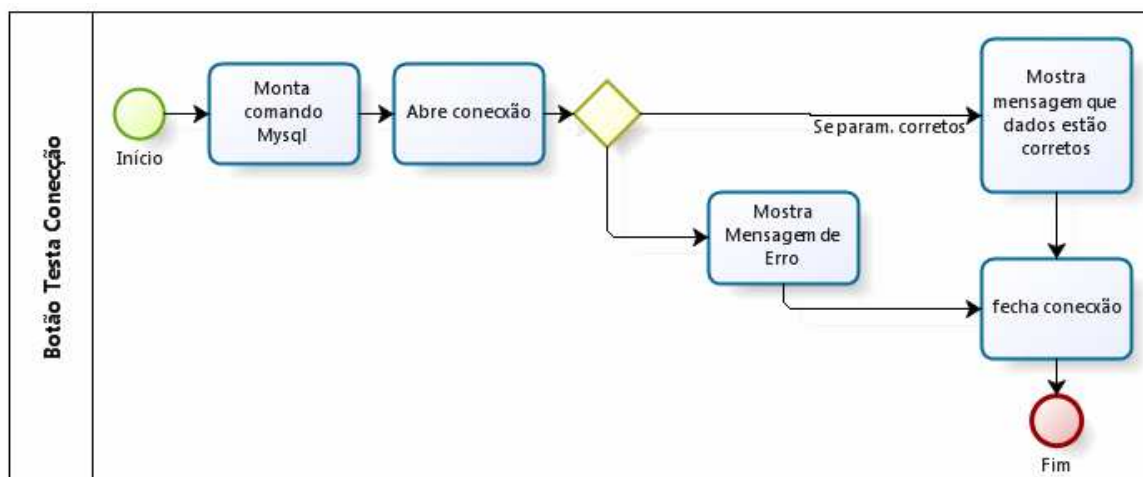 Botão Testa Conecção
Início
Monta
comando
Mysql
Abre conecxão
Se param. corretos
Mostra
mensagem que
dados estão
corretos
Mostra
Mensagem de
Erro
fecha conecxão
Fim